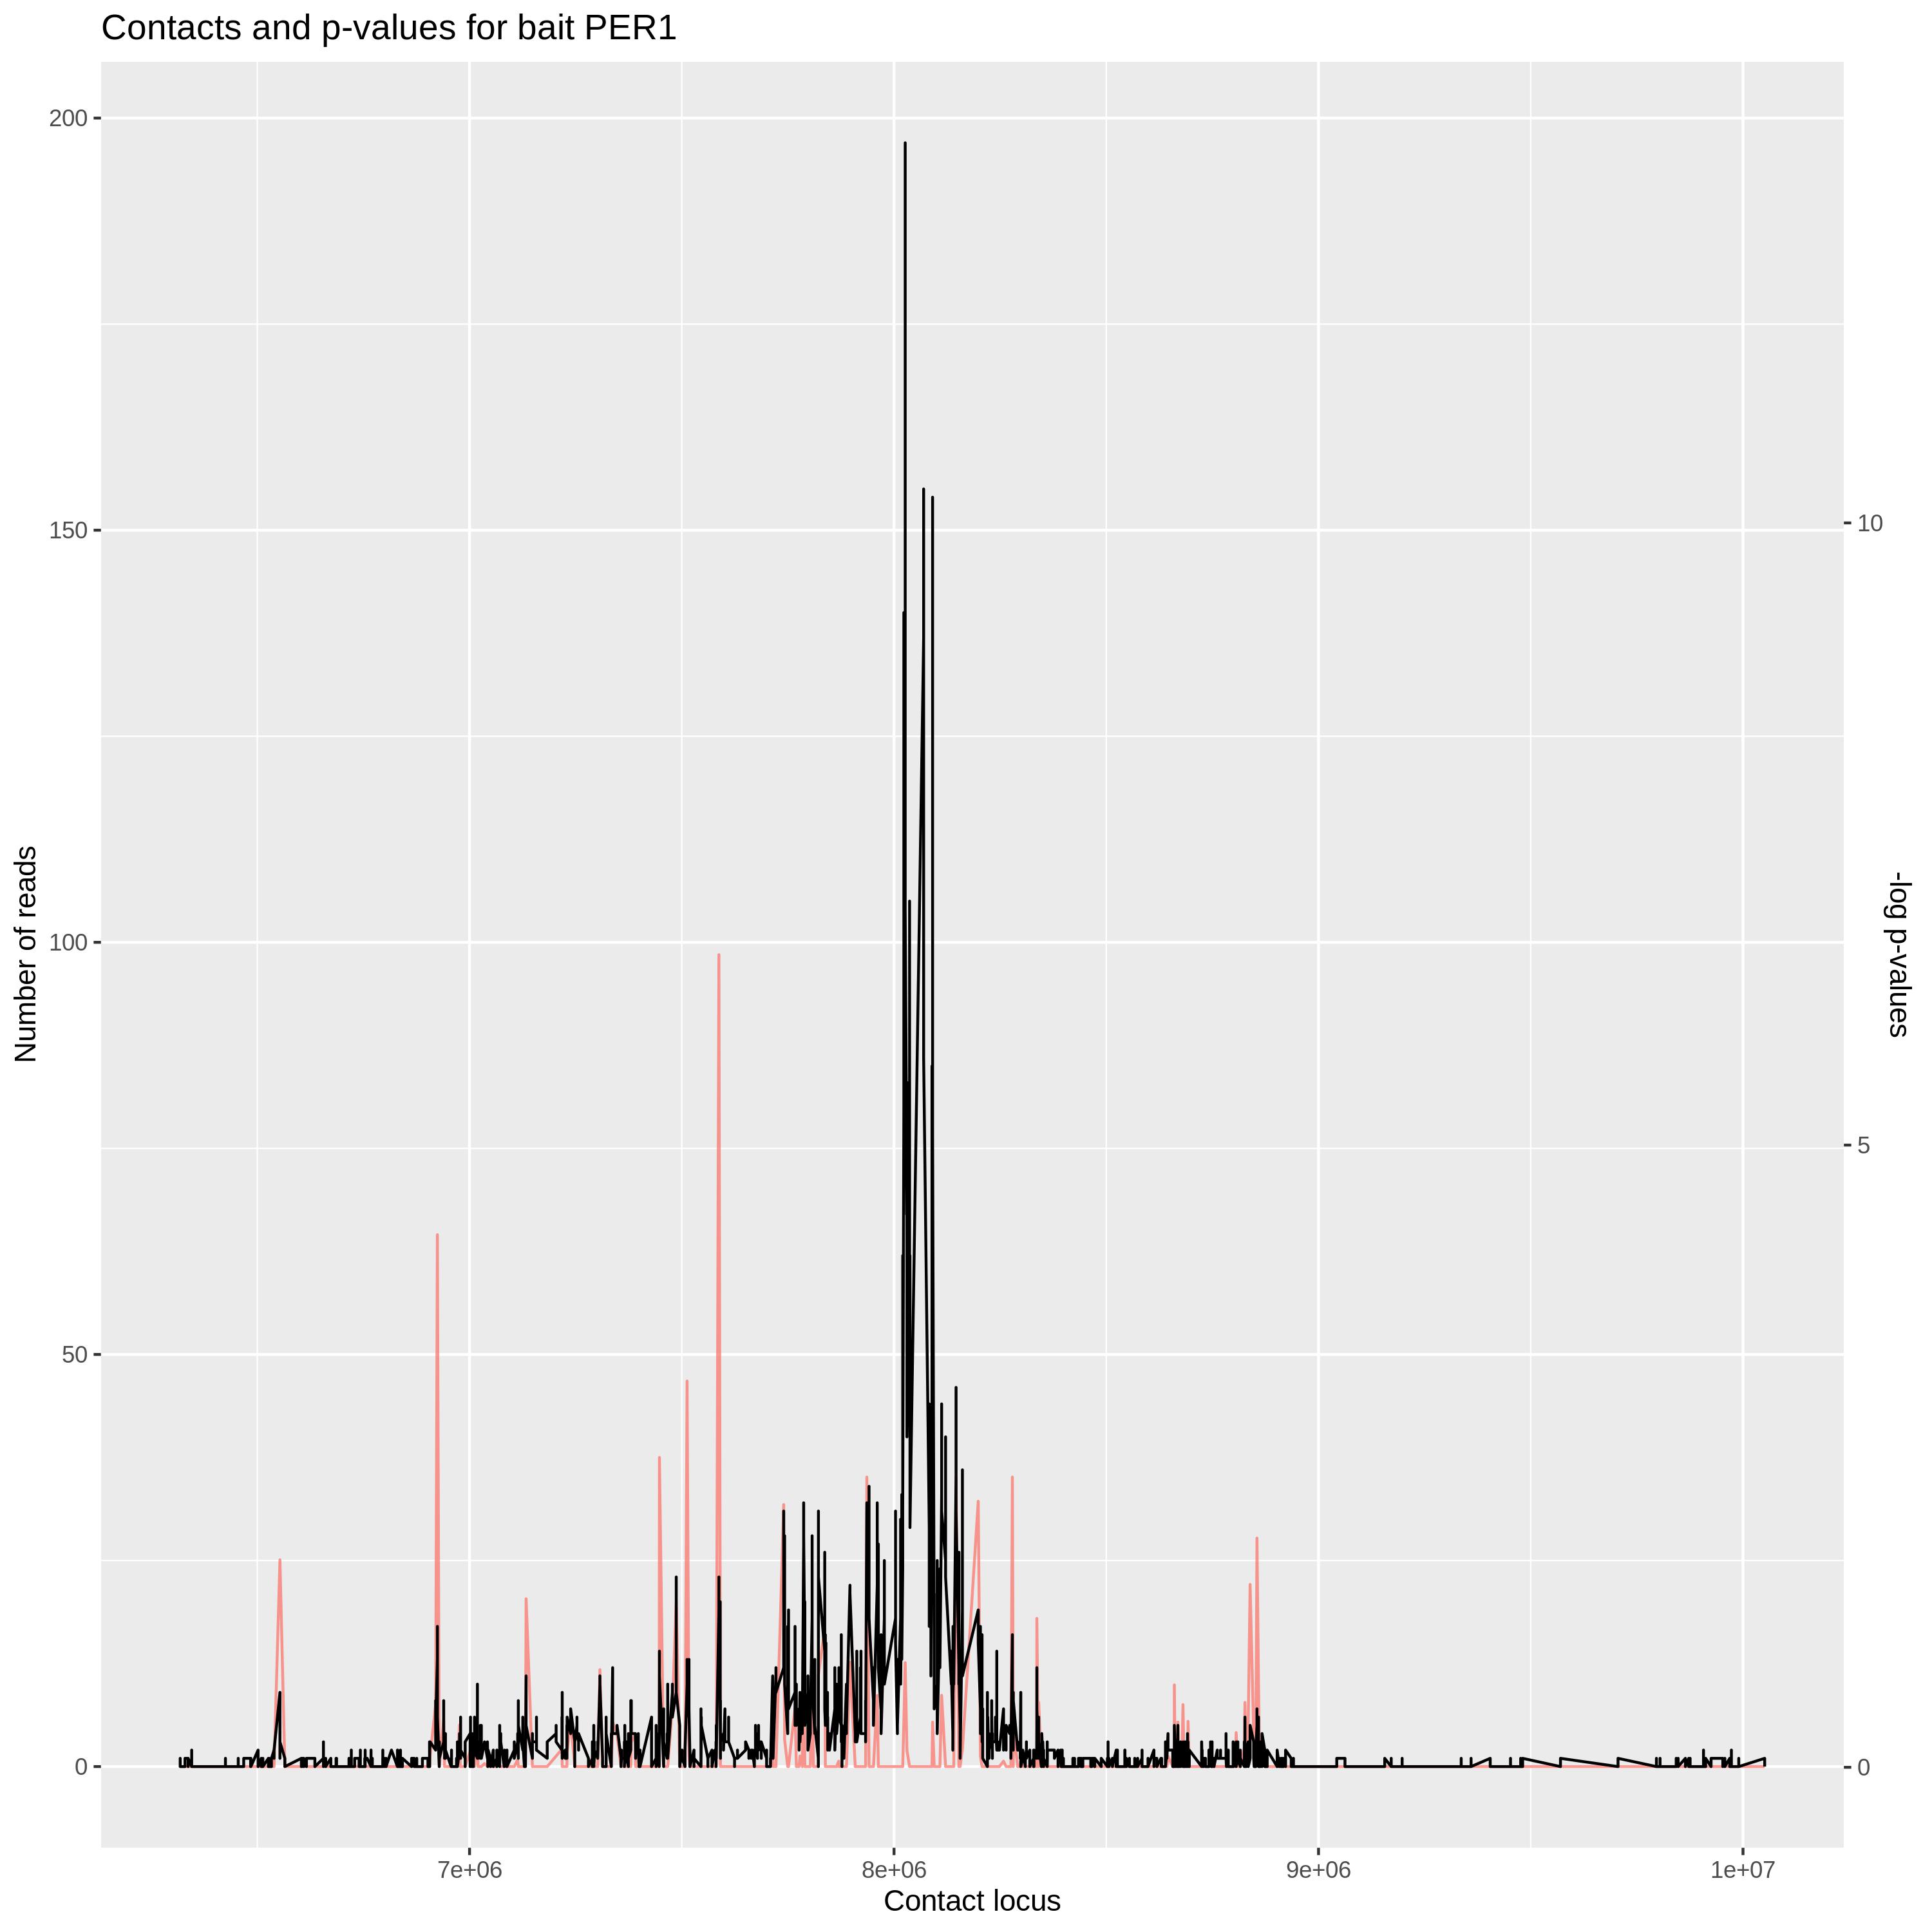 Contacts and p-values for bait PER1
200
150
100
50
0
Number of reads
10
5
0
-log p-values
7e+06
8e+06
9e+06
1e+07
Contact locus